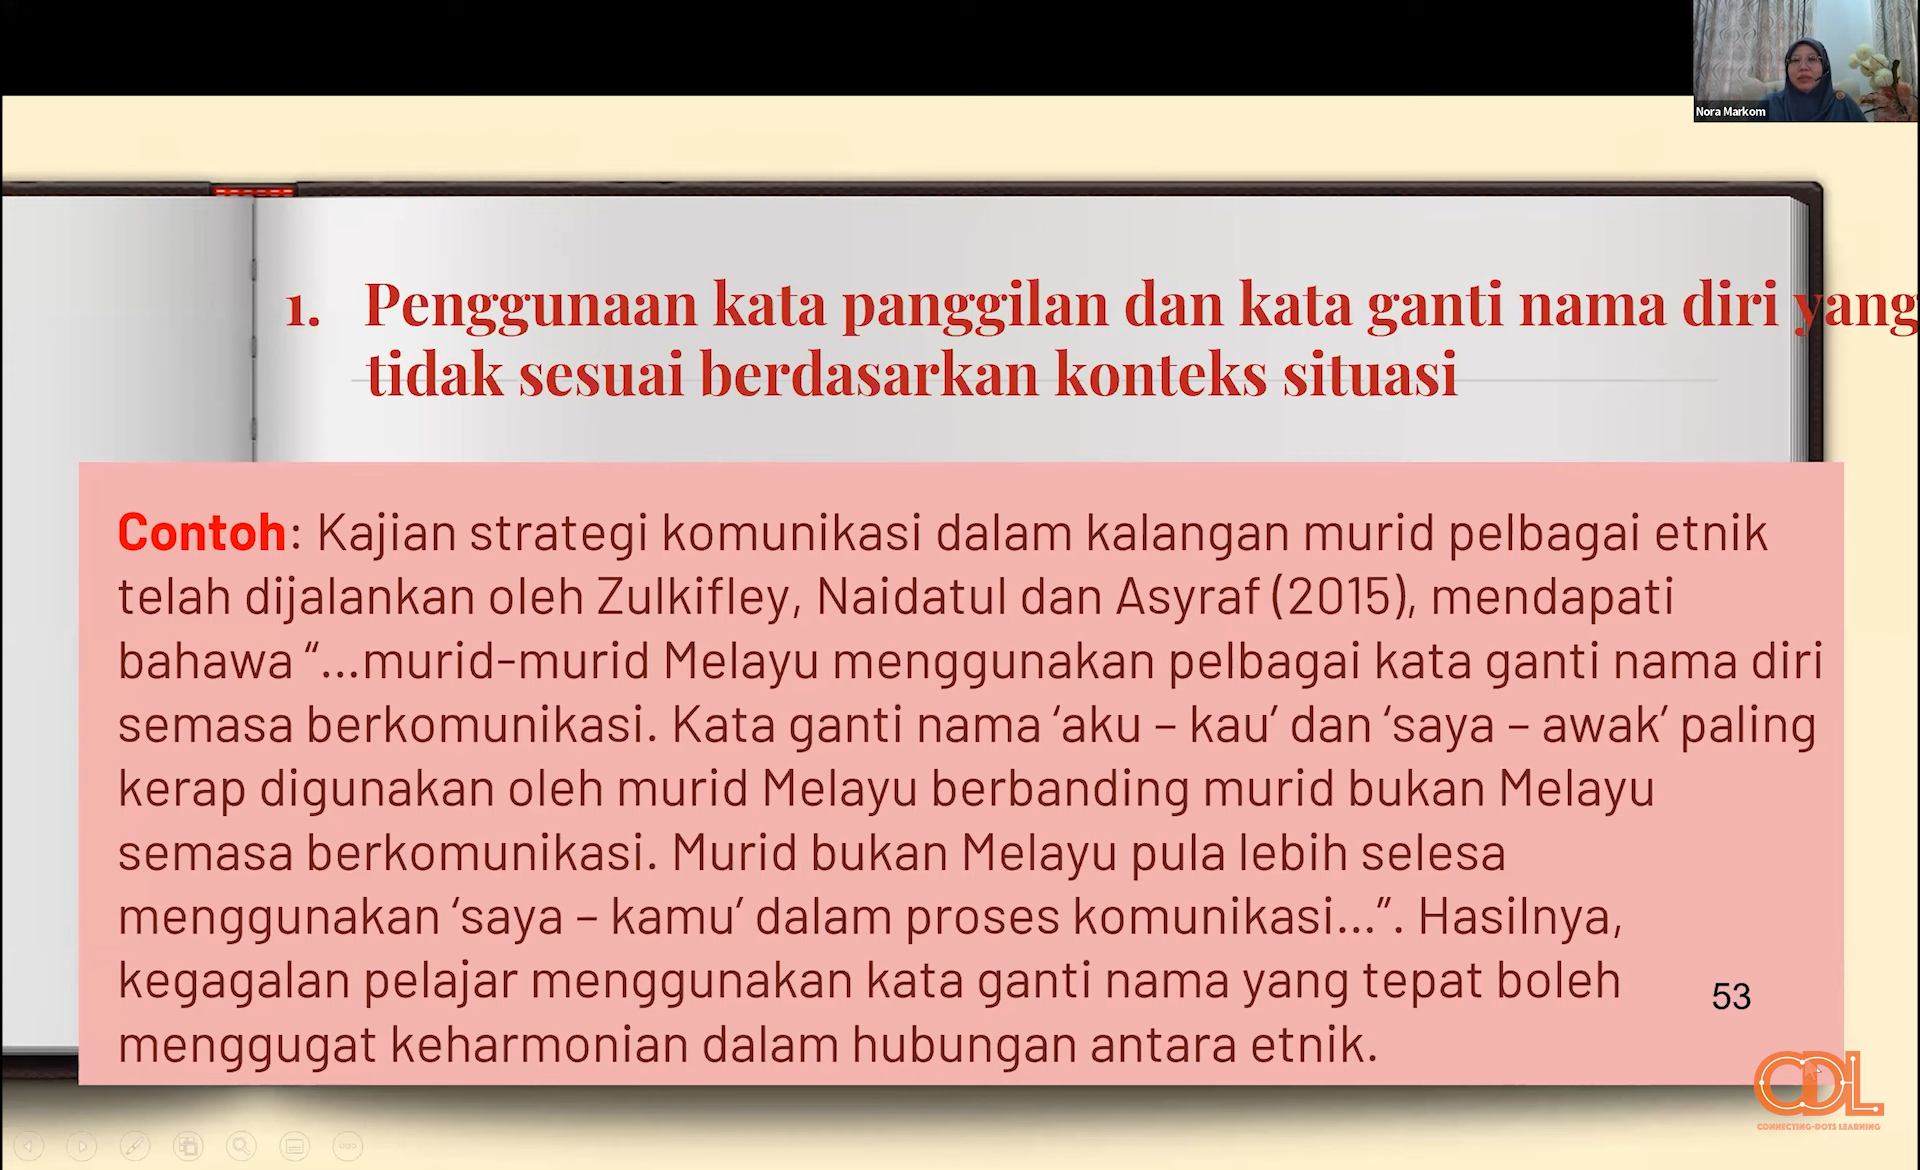 Nora Markom
1. Penggunaan kata panggilan dan kata ganti nama diri yang
tidak sesuai berdasarkan konteks situasi
Contoh: Kajian strategi komunikasi dalam kalangan murid pelbagai etnik
telah dijalankan oleh Zulkifley, Naidatul dan Asyraf (2015), mendapati
bahawa “...murid-murid Melayu menggunakan pelbagai kata ganti nama diri
semasa berkomunikasi. Kata ganti nama ‘aku – kau’ dan ‘saya – awak’ paling
kerap digunakan oleh murid Melayu berbanding murid bukan Melayu
semasa berkomunikasi. Murid bukan Melayu pula lebih selesa
menggunakan ‘saya – kamu’ dalam proses komunikasi...”. Hasilnya,
kegagalan pelajar menggunakan kata ganti nama yang tepat boleh
menggugat keharmonian dalam hubungan antara etnik.
53
CDL
CONNECTING-DOTS LEARNING